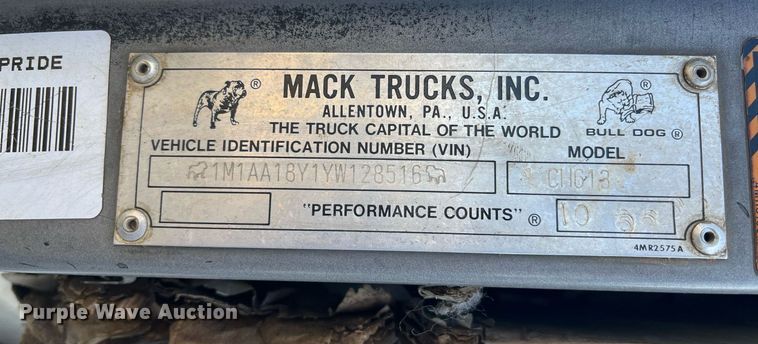 PRIDE
MACK TRUCKS, INC.
ALLENTOWN, PA., U.S.A.
THE TRUCK CAPITAL OF THE WORLD
BULL DOG ®
VEHICLE IDENTIFICATION NUMBER (VIN)
MODEL
1M1AA18Y1YW128516
CH613
"PERFORMANCE COUNTS" ®
10
4MR2575A
Purple Wave Auction